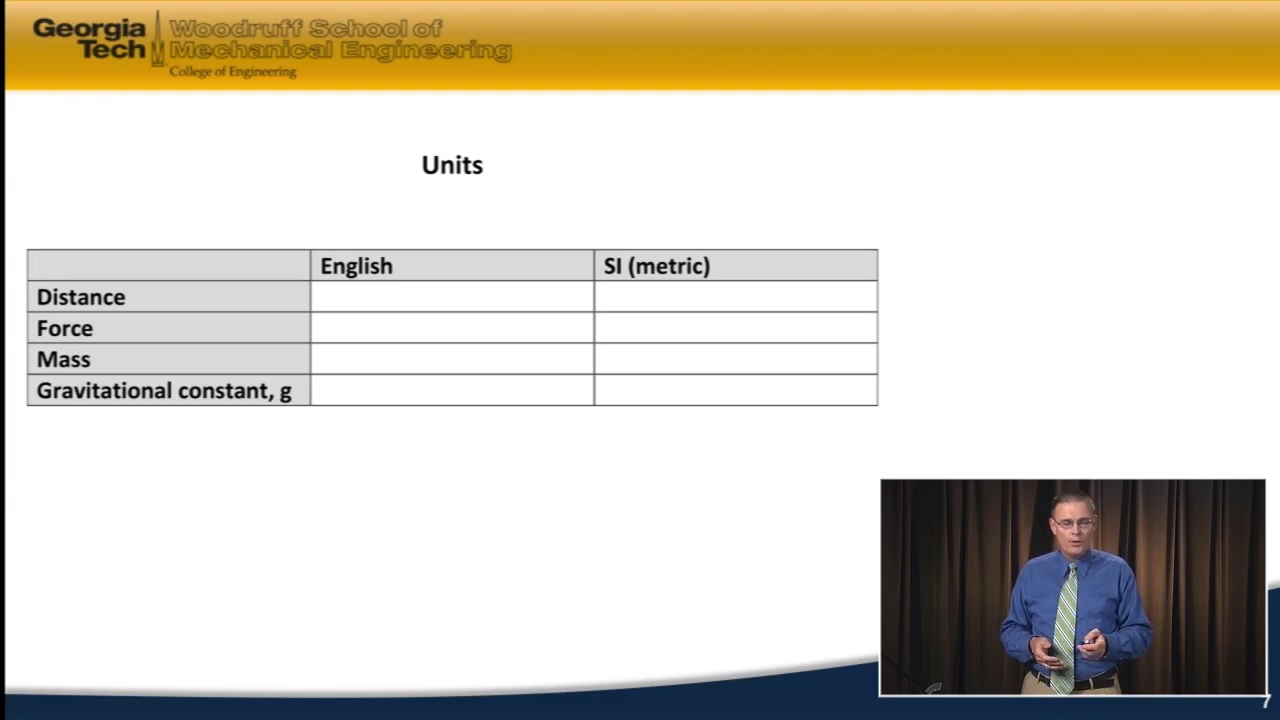 Georgia Tech
Woodruff School of
Mechanical Engineering
College of Engineering
Units
English SI (metric)
Distance
Force
Mass
Gravitational constant, g
7